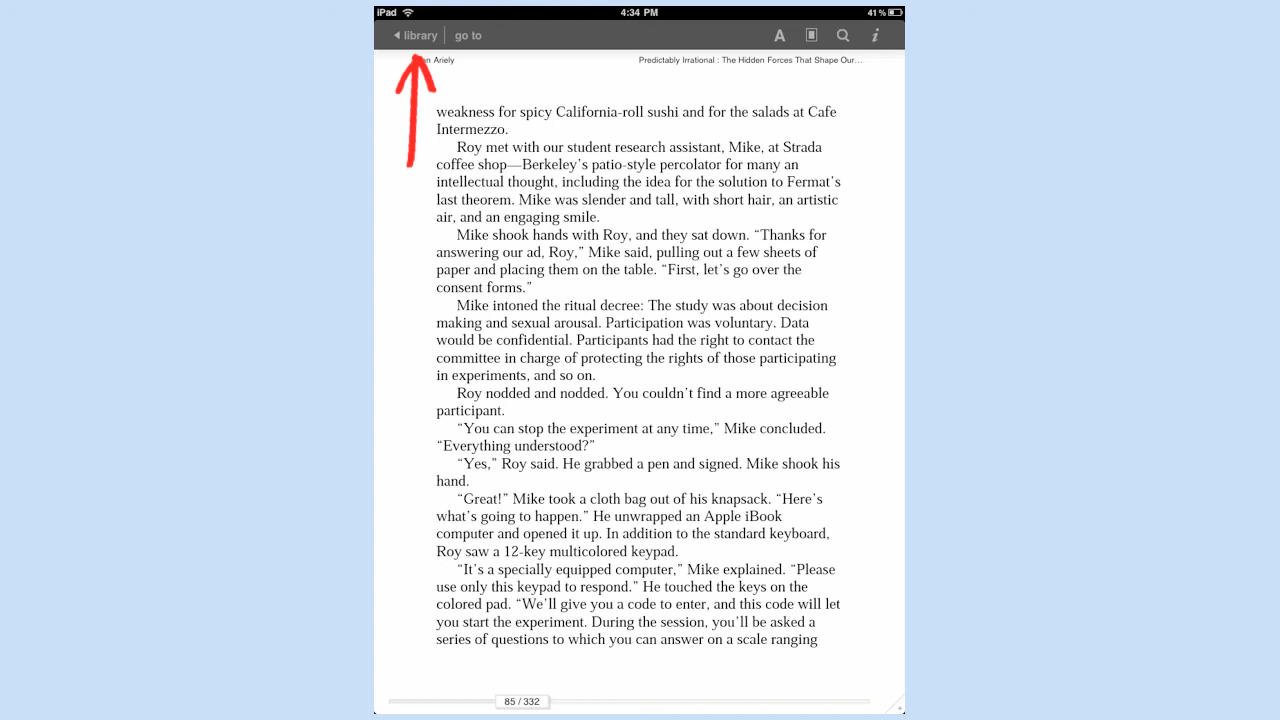 iPad 4:34 PM 41 %
library go to A i
Ariely Predictably Irrational : The Hidden Forces That Shape Our…
weakness for spicy California-roll sushi and for the salads at Cafe
Intermezzo.
Roy met with our student research assistant, Mike, at Strada
coffee shop—Berkeley’s patio-style percolator for many an
intellectual thought, including the idea for the solution to Fermat’s
last theorem. Mike was slender and tall, with short hair, an artistic
air, and an engaging smile.
Mike shook hands with Roy, and they sat down. “Thanks for
answering our ad, Roy,” Mike said, pulling out a few sheets of
paper and placing them on the table. “First, let’s go over the
consent forms.”
Mike intoned the ritual decree: The study was about decision
making and sexual arousal. Participation was voluntary. Data
would be confidential. Participants had the right to contact the
committee in charge of protecting the rights of those participating
in experiments, and so on.
Roy nodded and nodded. You couldn’t find a more agreeable
participant.
“You can stop the experiment at any time,” Mike concluded.
“Everything understood?”
“Yes,” Roy said. He grabbed a pen and signed. Mike shook his
hand.
“Great!” Mike took a cloth bag out of his knapsack. “Here’s
what’s going to happen.” He unwrapped an Apple iBook
computer and opened it up. In addition to the standard keyboard,
Roy saw a 12-key multicolored keypad.
“It’s a specially equipped computer,” Mike explained. “Please
use only this keypad to respond.” He touched the keys on the
colored pad. “We’ll give you a code to enter, and this code will let
you start the experiment. During the session, you’ll be asked a
series of questions to which you can answer on a scale ranging
85 / 332